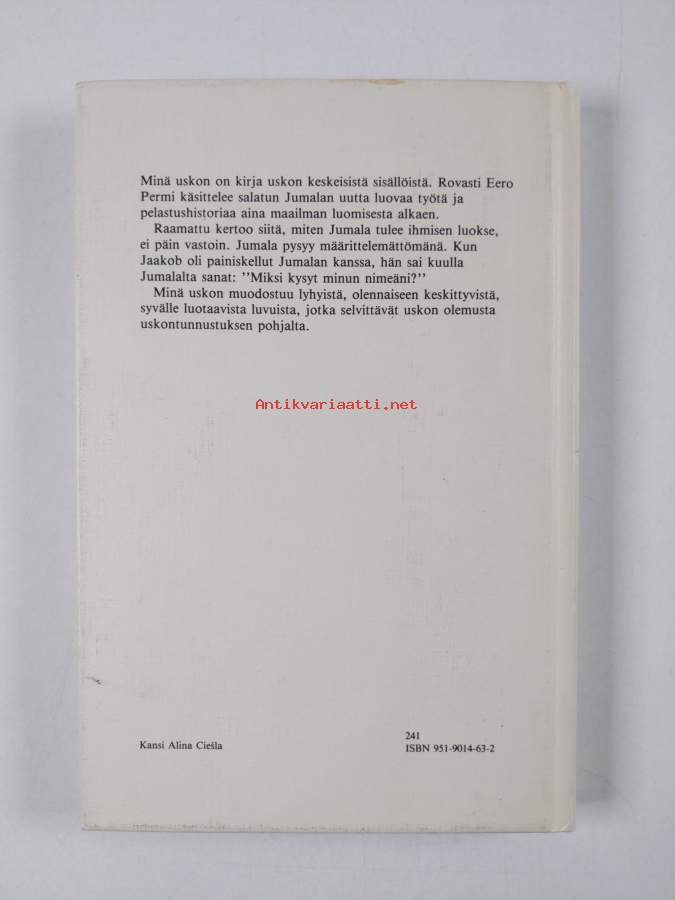 Minä uskon on kirja uskon keskeisistä sisällöistä. Rovasti Eero
Permi käsittelee salatun Jumalan uutta luovaa työtä ja
pelastushistoriaa aina maailman luomisesta alkaen.
Raamattu kertoo siitä, miten Jumala tulee ihmisen luokse,
ei päin vastoin. Jumala pysyy määrittelemättömänä. Kun
Jaakob oli painiskellut Jumalan kanssa, hän sai kuulla
Jumalalta sanat: ''Miksi kysyt minun nimeäni?''
Minä uskon muodostuu lyhyistä, olennaiseen keskittyvistä,
syvälle luotaavista luvuista, jotka selvittävät uskon olemusta
uskontunnustuksen pohjalta.
Antikvariaatti.net
Kansi Alina Cieśla
241
ISBN 951-9014-63-2